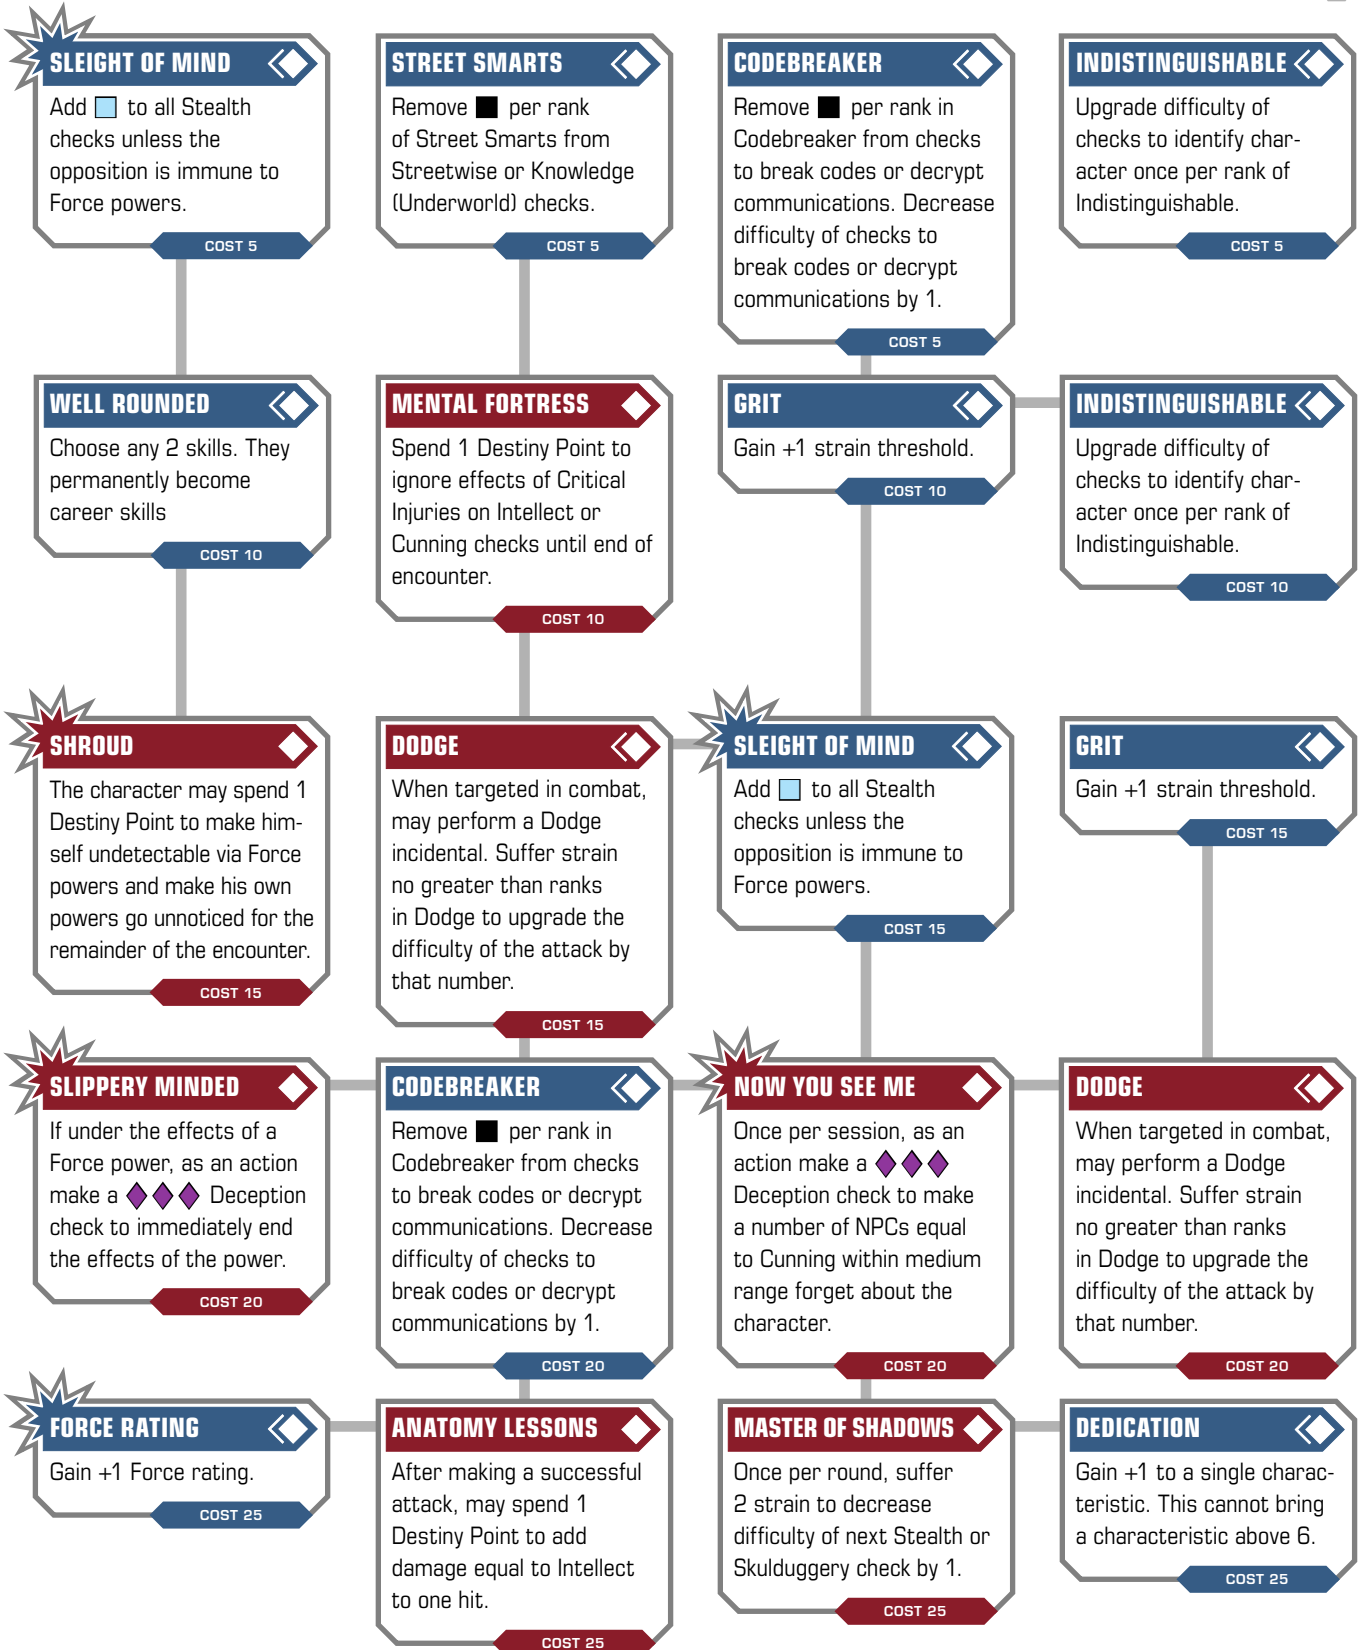 SLEIGHT OF MIND
Add to all Stealth
checks unless the
opposition is immune to
Force powers.
COST 5
STREET SMARTS
Remove per rank
of Street Smarts from
Streetwise or Knowledge
(Underworld) checks.
COST 5
CODEBREAKER
Remove per rank in
Codebreaker from checks
to break codes or decrypt
communications. Decrease
difficulty of checks to
break codes or decrypt
communications by 1.
COST 5
INDISTINGUISHABLE
Upgrade difficulty of
checks to identify char-
acter once per rank of
Indistinguishable.
COST 5
WELL ROUNDED
Choose any 2 skills. They
permanently become
career skills
COST 10
MENTAL FORTRESS
Spend 1 Destiny Point to
ignore effects of Critical
Injuries on Intellect or
Cunning checks until end of
encounter.
COST 10
GRIT
Gain +1 strain threshold.
COST 10
INDISTINGUISHABLE
Upgrade difficulty of
checks to identify char-
acter once per rank of
Indistinguishable.
COST 10
SHROUD
The character may spend 1
Destiny Point to make him-
self undetectable via Force
powers and make his own
powers go unnoticed for the
remainder of the encounter.
COST 15
DODGE
When targeted in combat,
may perform a Dodge
incidental. Suffer strain
no greater than ranks
in Dodge to upgrade the
difficulty of the attack by
that number.
COST 15
SLEIGHT OF MIND
Add to all Stealth
checks unless the
opposition is immune to
Force powers.
COST 15
GRIT
Gain +1 strain threshold.
COST 15
SLIPPERY MINDED
If under the effects of a
Force power, as an action
make a Deception
check to immediately end
the effects of the power.
COST 20
CODEBREAKER
Remove per rank in
Codebreaker from checks
to break codes or decrypt
communications. Decrease
difficulty of checks to
break codes or decrypt
communications by 1.
COST 20
NOW YOU SEE ME
Once per session, as an
action make a
Deception check to make
a number of NPCs equal
to Cunning within medium
range forget about the
character.
COST 20
DODGE
When targeted in combat,
may perform a Dodge
incidental. Suffer strain
no greater than ranks
in Dodge to upgrade the
difficulty of the attack by
that number.
COST 20
FORCE RATING
Gain +1 Force rating.
COST 25
ANATOMY LESSONS
After making a successful
attack, may spend 1
Destiny Point to add
damage equal to Intellect
to one hit.
COST 25
MASTER OF SHADOWS
Once per round, suffer
2 strain to decrease
difficulty of next Stealth or
Skulduggery check by 1.
COST 25
DEDICATION
Gain +1 to a single charac-
teristic. This cannot bring
a characteristic above 6.
COST 25